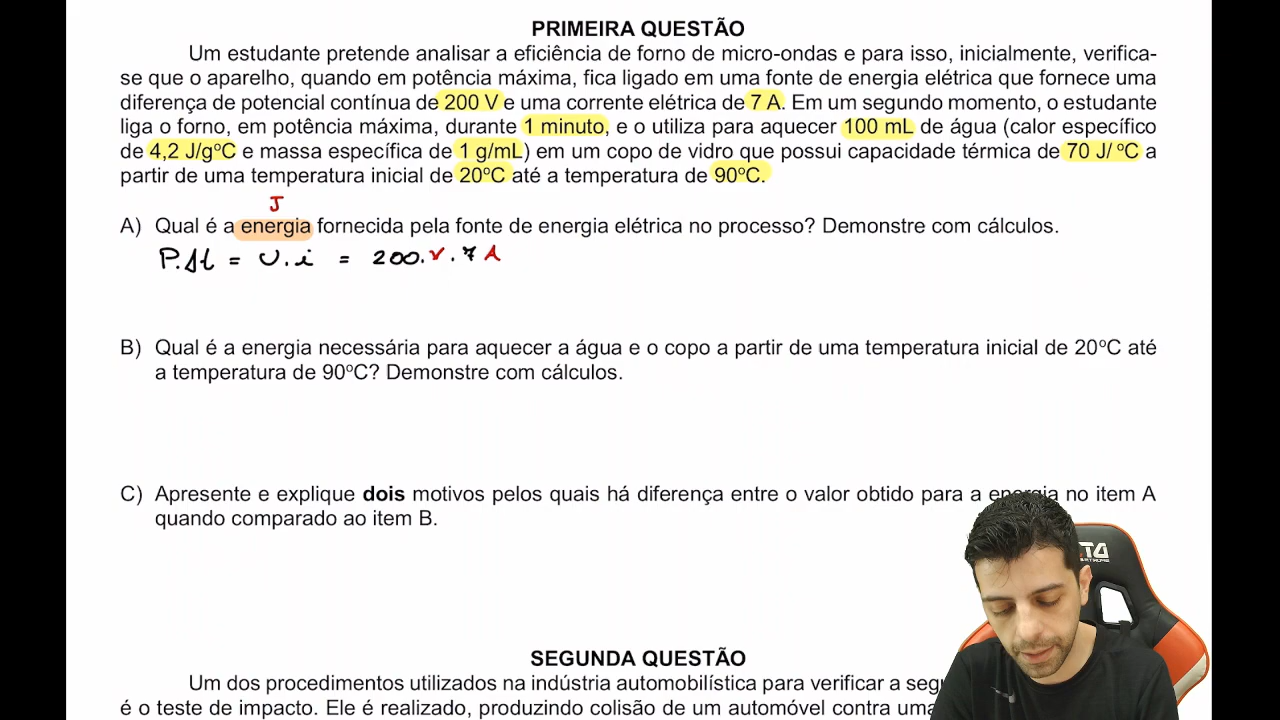 PRIMEIRA QUESTÃO
Um estudante pretende analisar a eficiência de forno de micro-ondas e para isso, inicialmente, verifica-
se que o aparelho, quando em potência máxima, fica ligado em uma fonte de energia elétrica que fornece uma
diferença de potencial contínua de 200 V e uma corrente elétrica de 7 A. Em um segundo momento, o estudante
liga o forno, em potência máxima, durante 1 minuto, e o utiliza para aquecer 100 mL de água (calor específico
de 4,2 J/gºC e massa específica de 1 g/mL) em um copo de vidro que possui capacidade térmica de 70 J/ ºC a
partir de uma temperatura inicial de 20ºC até a temperatura de 90ºC.
J
A) Qual é a energia fornecida pela fonte de energia elétrica no processo? Demonstre com cálculos.
P.Δt = U.i = 200.V.7A
B) Qual é a energia necessária para aquecer a água e o copo a partir de uma temperatura inicial de 20ºC até
a temperatura de 90ºC? Demonstre com cálculos.
C) Apresente e explique dois motivos pelos quais há diferença entre o valor obtido para a energia no item A
quando comparado ao item B.
SEGUNDA QUESTÃO
Um dos procedimentos utilizados na indústria automobilística para verificar a
é o teste de impacto. Ele é realizado, produzindo colisão de um automóvel contra uma